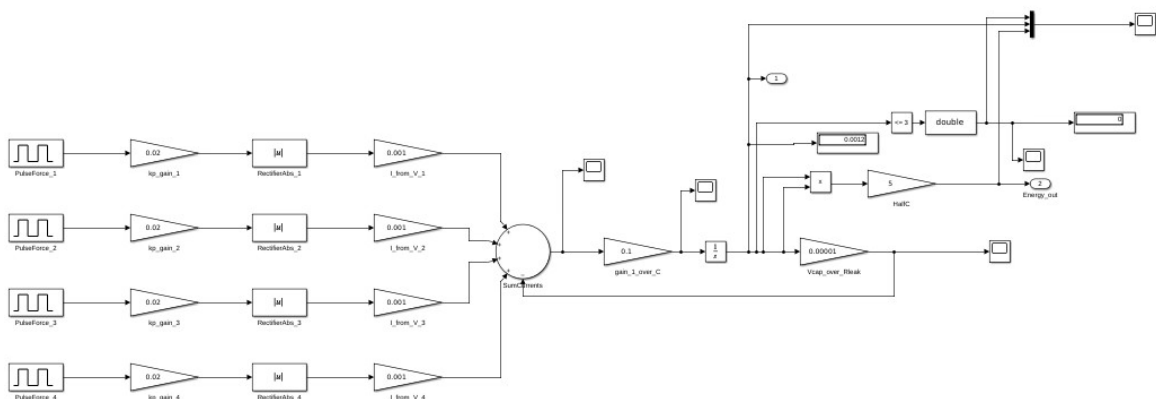 1
<= 3
double
0
0.0012
PulseForce_1
0.02
kp_gain_1
|u|
RectifierAbs_1
0.001
I_from_V_1
x
5
HalfC
2
Energy_out
PulseForce_2
0.02
kp_gain_2
|u|
RectifierAbs_2
0.001
I_from_V_2
+
+
+
+
−
SumCurrents
0.1
gain_1_over_C
1
s
0.00001
Vcap_over_Rleak
PulseForce_3
0.02
kp_gain_3
|u|
RectifierAbs_3
0.001
I_from_V_3
PulseForce_4
0.02
kp_gain_4
|u|
RectifierAbs_4
0.001
I_from_V_4